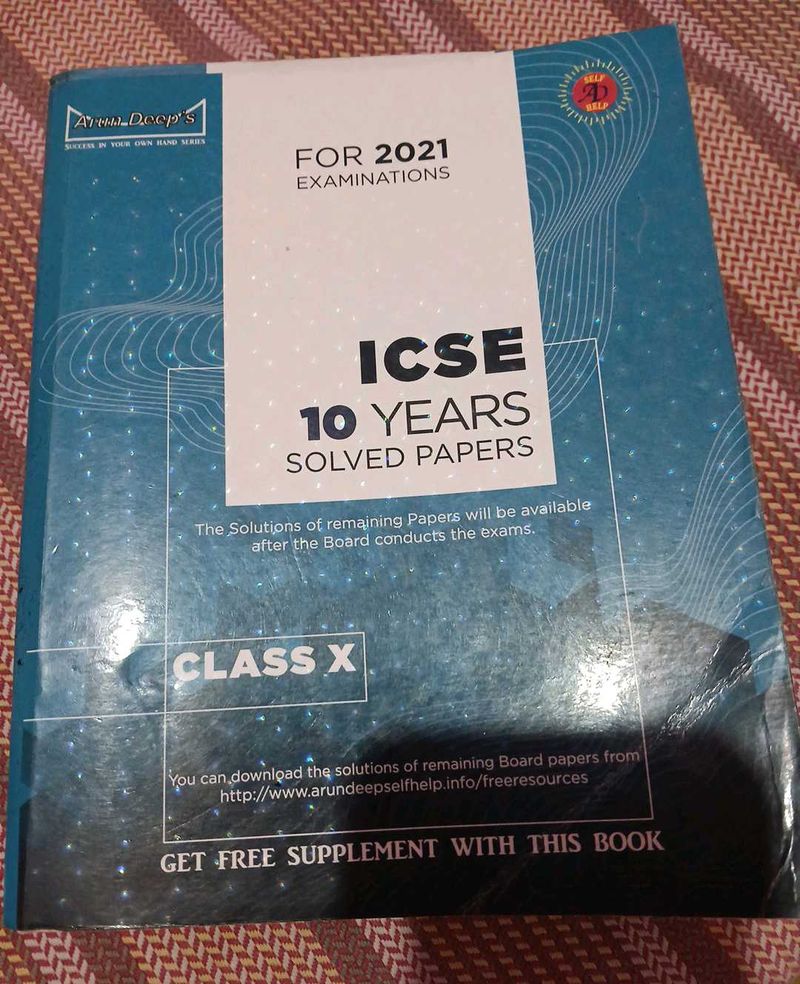 Arun Deep's
SUCCESS IN YOUR OWN HAND SERIES
SELF
AD
HELP
FOR 2021
EXAMINATIONS
ICSE
10 YEARS
SOLVED PAPERS
The Solutions of remaining Papers will be available
after the Board conducts the exams.
CLASS X
You can download the solutions of remaining Board papers from
http://www.arundeepselfhelp.info/freeresources
GET FREE SUPPLEMENT WITH THIS BOOK